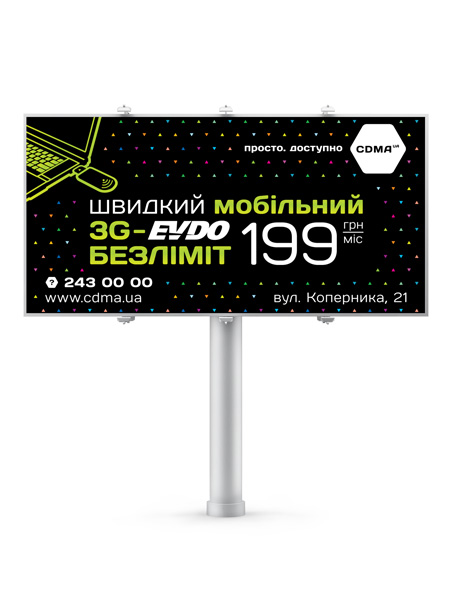 просто. доступно
CDMA UA
ШВИДКИЙ МОБІЛЬНИЙ
3G-EVDO
БЕЗЛІМІТ 199 грн міс
? 243 00 00
www.cdma.ua
вул. Коперника, 21